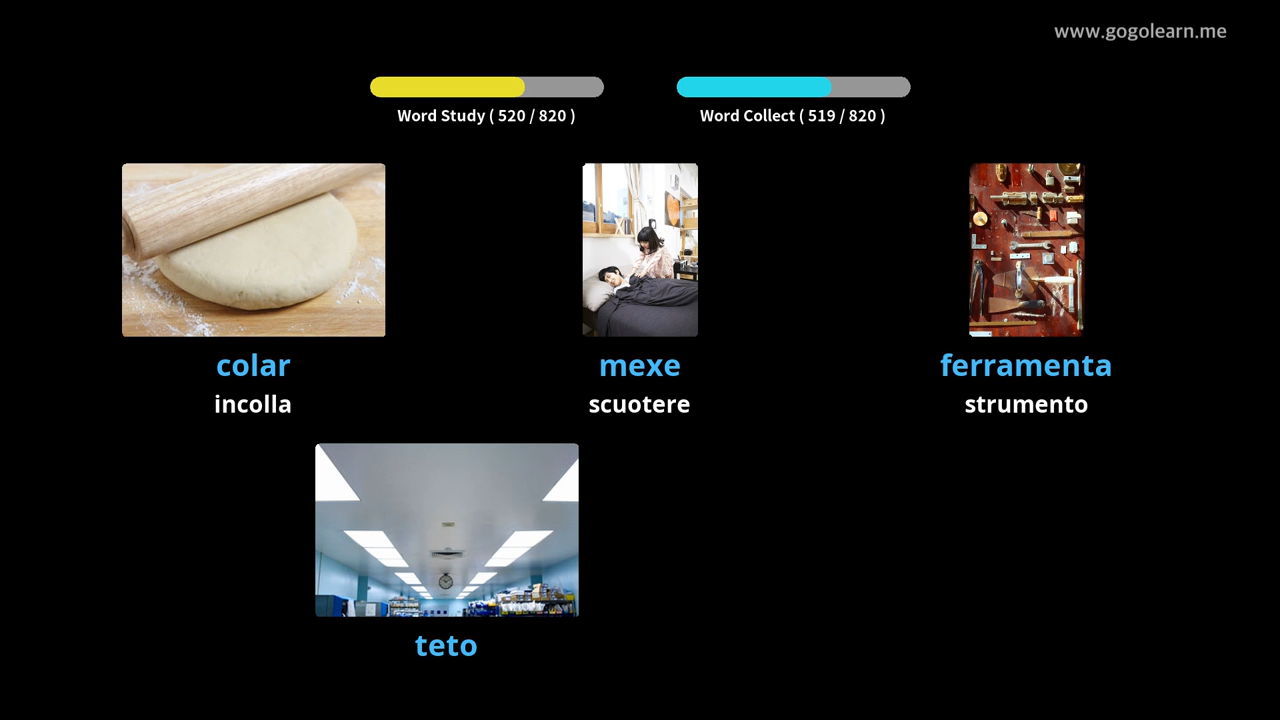 www.gogolearn.me
Word Study ( 520 / 820 )
Word Collect ( 519 / 820 )
colar
incolla
mexe
scuotere
ferramenta
strumento
teto